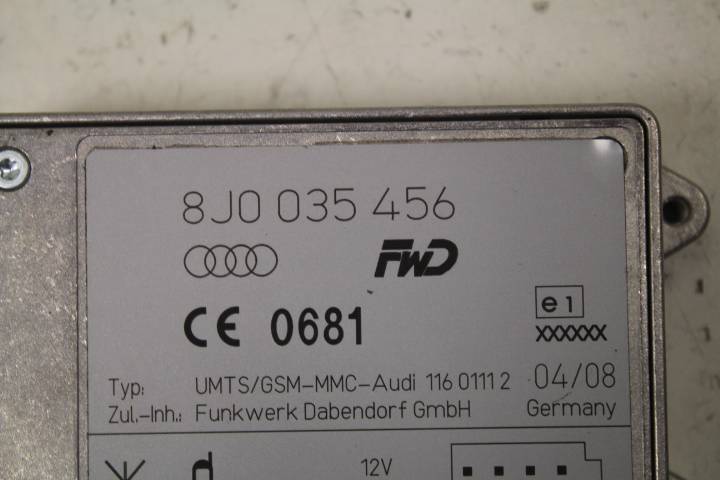 8J0 035 456
FWD
CE 0681
e1
XXXXXX
Typ: UMTS/GSM-MMC-Audi 116 0111 2 04/08
Zul.-Inh.: Funkwerk Dabendorf GmbH Germany
12V